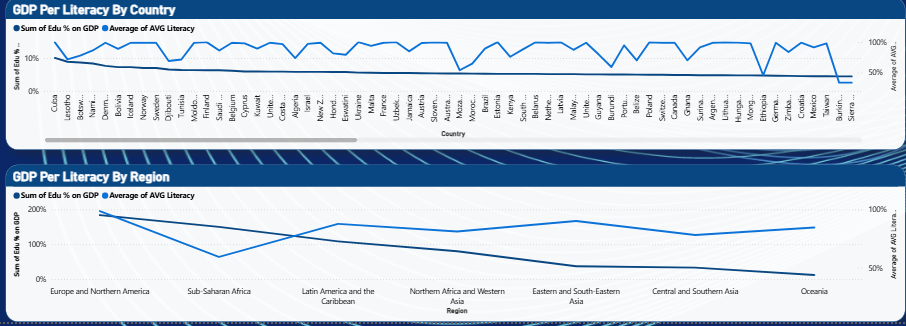 GDP Per Literacy By Country
Sum of Edu % on GDP Average of AVG Literacy
15%
10%
0%
100%
50%
Sum of Edu % ...
Average of AVG...
Cuba
Lesotho
Botsw...
Nami...
Denm...
Bolivia
Iceland
Norway
Sweden
Djibouti
Tunisia
Moldo...
Finland
Senegal
Belgium
Cyprus
Kuwait
Unite...
Costa ...
Algeria
Israel
New Z...
Hond...
Eswatini
Ukraine
Malta
France
Uzbek...
Jamaica
Austria
Sloven...
Austra...
Moza...
Moroc...
Brazil
Estonia
Kenya
South ...
Belarus
Nethe...
Latvia
Malay...
Unite...
Guyana
Burundi
Portu...
Belize
Poland
Switze...
Canada
Ghana
Surina...
Argen...
Lithua...
Hunga...
Mong...
Ethiopia
Germa...
Zimba...
Croatia
Mexico
Taiwan
Burkin...
Sierra ...
Country
GDP Per Literacy By Region
Sum of Edu % on GDP Average of AVG Literacy
200%
100%
0%
100%
50%
Sum of Edu % on GDP
Average of AVG Litera...
Europe and Northern America
Sub-Saharan Africa
Latin America and the
Caribbean
Northern Africa and Western
Asia
Eastern and South-Eastern
Asia
Central and Southern Asia
Oceania
Region